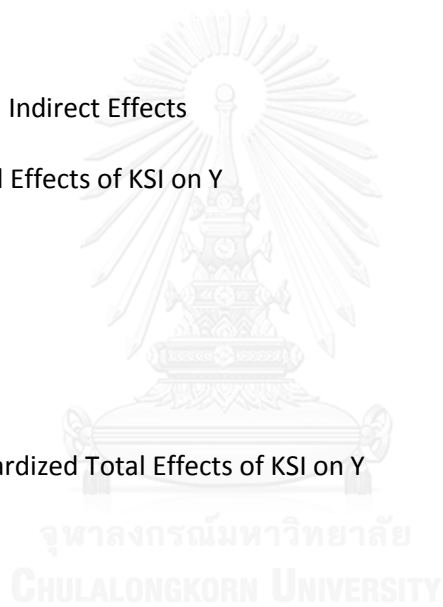 Indirect Effects
l Effects of KSI on Y
ardized Total Effects of KSI on Y
จุฬาลงกรณ์มหาวิทยาลัย
CHULALONGKORN UNIVERSITY